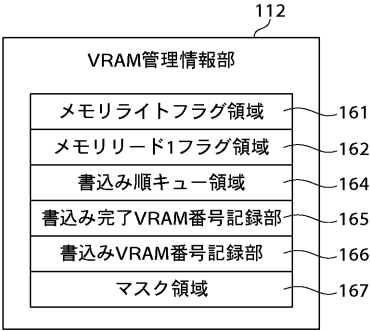 112
VRAM管理情報部
メモリライトフラグ領域 161
メモリリード1フラグ領域 162
書込み順キュー領域 164
書込み完了VRAM番号記録部 165
書込みVRAM番号記録部 166
マスク領域 167